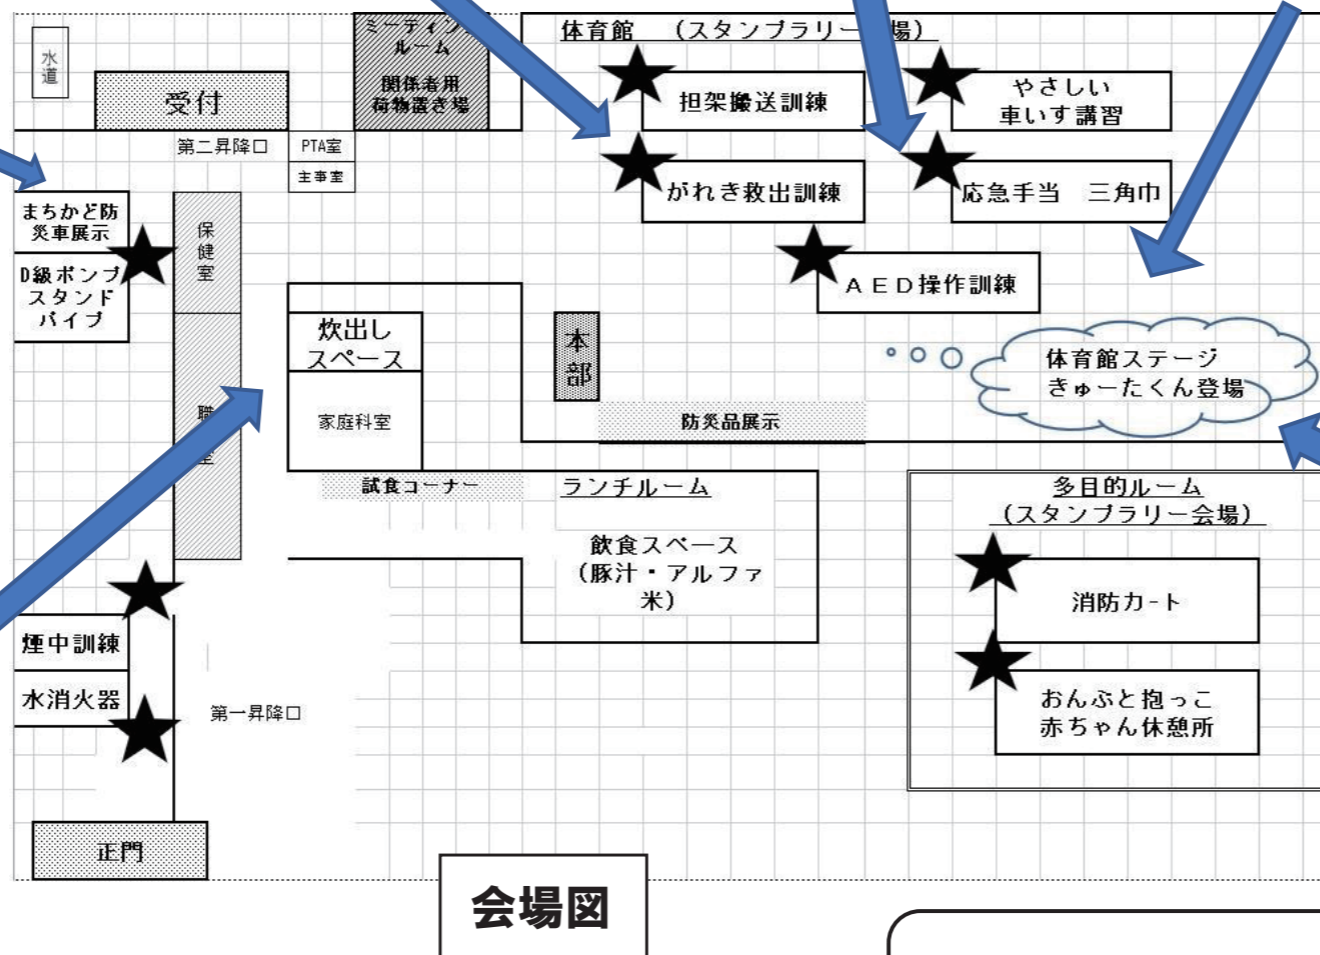 水道
受付
ミーティング
ルーム
関係者用
荷物置き場
体育館 (スタンプラリー会場)
担架搬送訓練
やさしい
車いす講習
第二昇降口
PTA室
主事室
がれき救出訓練
応急手当 三角巾
まちかど防
災車展示
保健室
D級ポンプ
スタンド
パイプ
AED操作訓練
炊出し
スペース
本部
体育館ステージ
きゅーたくん登場
家庭科室
防災品展示
試食コーナー
ランチルーム
飲食スペース
(豚汁・アルファ
米)
多目的ルーム
(スタンプラリー会場)
消防カート
おんぶと抱っこ
赤ちゃん休憩所
煙中訓練
水消火器
第一昇降口
正門
会場図